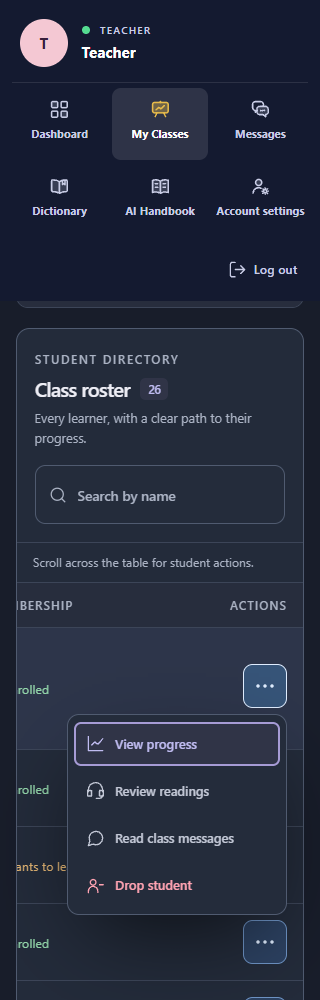 T
TEACHER
Teacher
Dashboard
My Classes
Messages
Dictionary
AI Handbook
Account settings
Log out
STUDENT DIRECTORY
Class roster 26
Every learner, with a clear path to their
progress.
Search by name
Scroll across the table for student actions.
IBERSHIP ACTIONS
rolled
View progress
rolled
Review readings
Read class messages
ants to le
Drop student
rolled